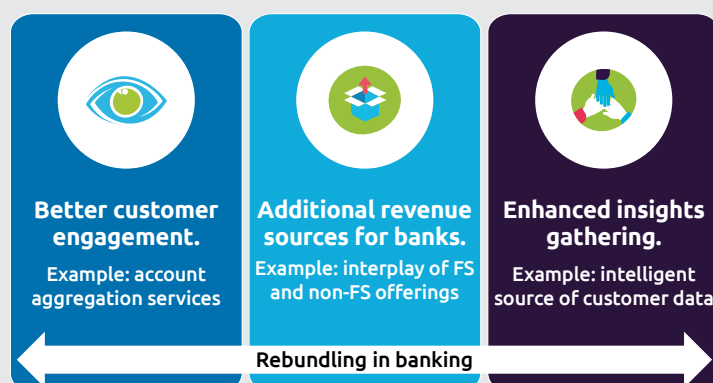 Better customer
engagement.
Example: account
aggregation services
Additional revenue
sources for banks.
Example: interplay of FS
and non-FS offerings
Enhanced insights
gathering.
Example: intelligent
source of customer data
Rebundling in banking